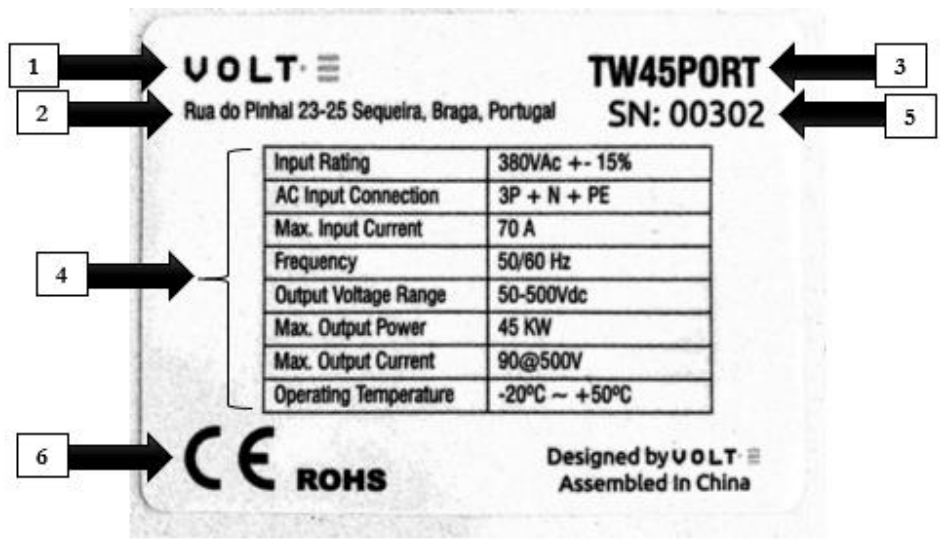 1
VOLT·E
TW45PORT
3
2
Rua do Pinhal 23-25 Sequeira, Braga, Portugal
SN: 00302
5
Input Rating 380VAc +- 15%
AC Input Connection 3P + N + PE
Max. Input Current 70 A
4
Frequency 50/60 Hz
Output Voltage Range 50-500Vdc
Max. Output Power 45 KW
Max. Output Current 90@500V
Operating Temperature -20ºC ~ +50ºC
6
CE ROHS
Designed by VOLT·E
Assembled In China